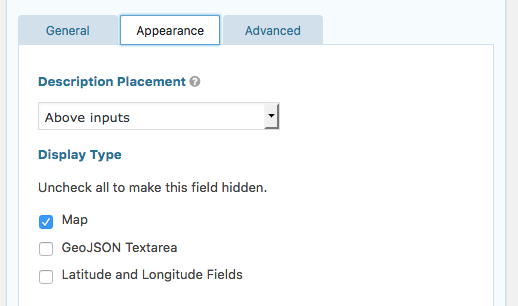 General Appearance Advanced
Description Placement ?
Above inputs
Display Type
Uncheck all to make this field hidden.
Map
GeoJSON Textarea
Latitude and Longitude Fields